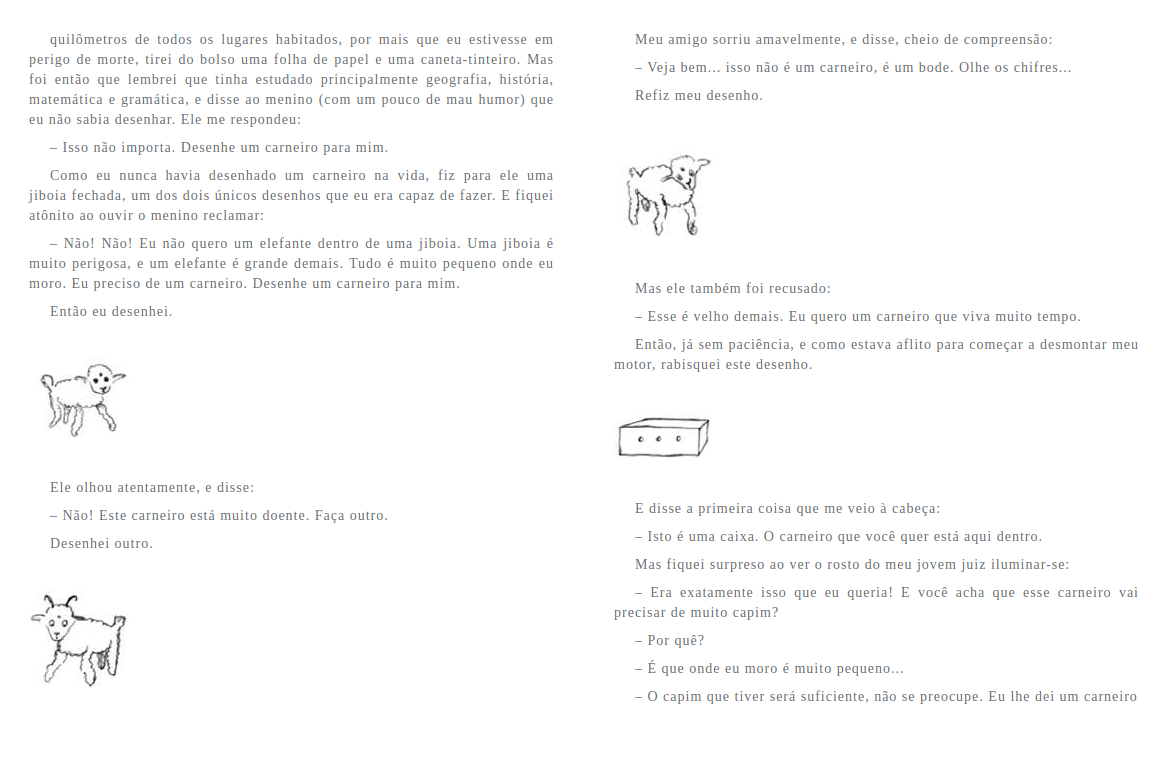 quilômetros de todos os lugares habitados, por mais que eu estivesse em
perigo de morte, tirei do bolso uma folha de papel e uma caneta-tinteiro. Mas
foi então que lembrei que tinha estudado principalmente geografia, história,
matemática e gramática, e disse ao menino (com um pouco de mau humor) que
eu não sabia desenhar. Ele me respondeu:
– Isso não importa. Desenhe um carneiro para mim.
Como eu nunca havia desenhado um carneiro na vida, fiz para ele uma
jiboia fechada, um dos dois únicos desenhos que eu era capaz de fazer. E fiquei
atônito ao ouvir o menino reclamar:
– Não! Não! Eu não quero um elefante dentro de uma jiboia. Uma jiboia é
muito perigosa, e um elefante é grande demais. Tudo é muito pequeno onde eu
moro. Eu preciso de um carneiro. Desenhe um carneiro para mim.
Então eu desenhei.
Ele olhou atentamente, e disse:
– Não! Este carneiro está muito doente. Faça outro.
Desenhei outro.
Meu amigo sorriu amavelmente, e disse, cheio de compreensão:
– Veja bem... isso não é um carneiro, é um bode. Olhe os chifres...
Refiz meu desenho.
Mas ele também foi recusado:
– Esse é velho demais. Eu quero um carneiro que viva muito tempo.
Então, já sem paciência, e como estava aflito para começar a desmontar meu
motor, rabisquei este desenho.
E disse a primeira coisa que me veio à cabeça:
– Isto é uma caixa. O carneiro que você quer está aqui dentro.
Mas fiquei surpreso ao ver o rosto do meu jovem juiz iluminar-se:
– Era exatamente isso que eu queria! E você acha que esse carneiro vai
precisar de muito capim?
– Por quê?
– É que onde eu moro é muito pequeno...
– O capim que tiver será suficiente, não se preocupe. Eu lhe dei um carneiro